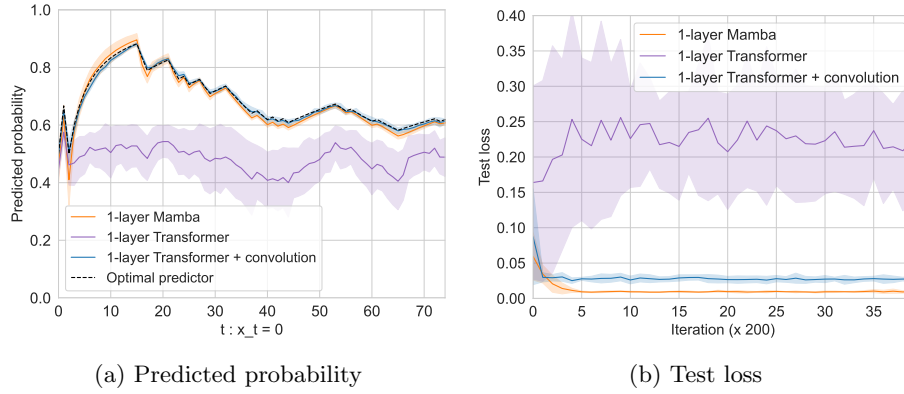 Predicted probability
1.0
0.8
0.6
0.4
0.2
0.0
1-layer Mamba
1-layer Transformer
1-layer Transformer + convolution
Optimal predictor
0 10 20 30 40 50 60 70
t : x_t = 0
(a) Predicted probability
Test loss
0.40
0.35
0.30
0.25
0.20
0.15
0.10
0.05
0.00
1-layer Mamba
1-layer Transformer
1-layer Transformer + convolution
0 5 10 15 20 25 30 35
Iteration (x 200)
(b) Test loss